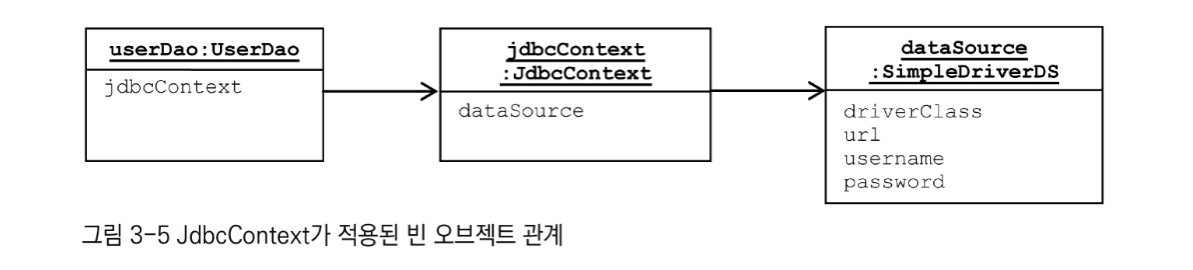 userDao:UserDao
jdbcContext
jdbcContext
:JdbcContext
dataSource
dataSource
:SimpleDriverDS
driverClass
url
username
password
그림 3-5 JdbcContext가 적용된 빈 오브젝트 관계